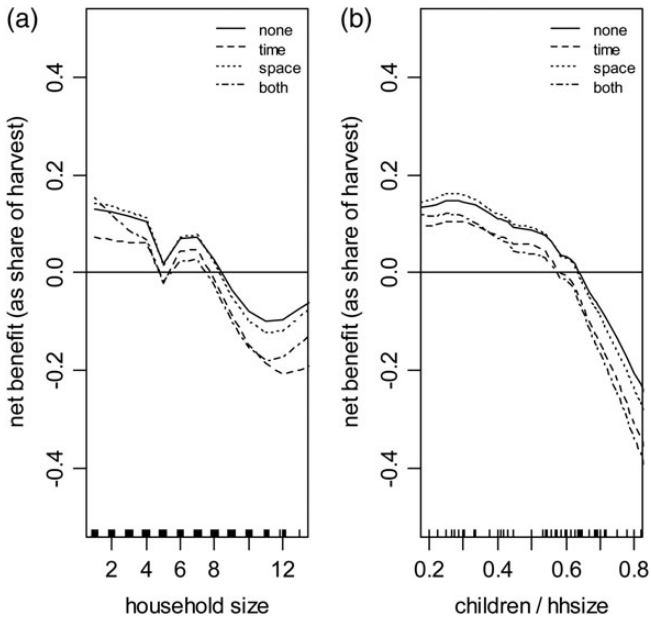 (a)
none
time
space
both
net benefit (as share of harvest)
0.4
0.2
0.0
-0.2
-0.4
2 4 6 8 12
household size
(b)
none
time
space
both
net benefit (as share of harvest)
0.4
0.2
0.0
-0.2
-0.4
0.2 0.4 0.6 0.8
children / hhsize